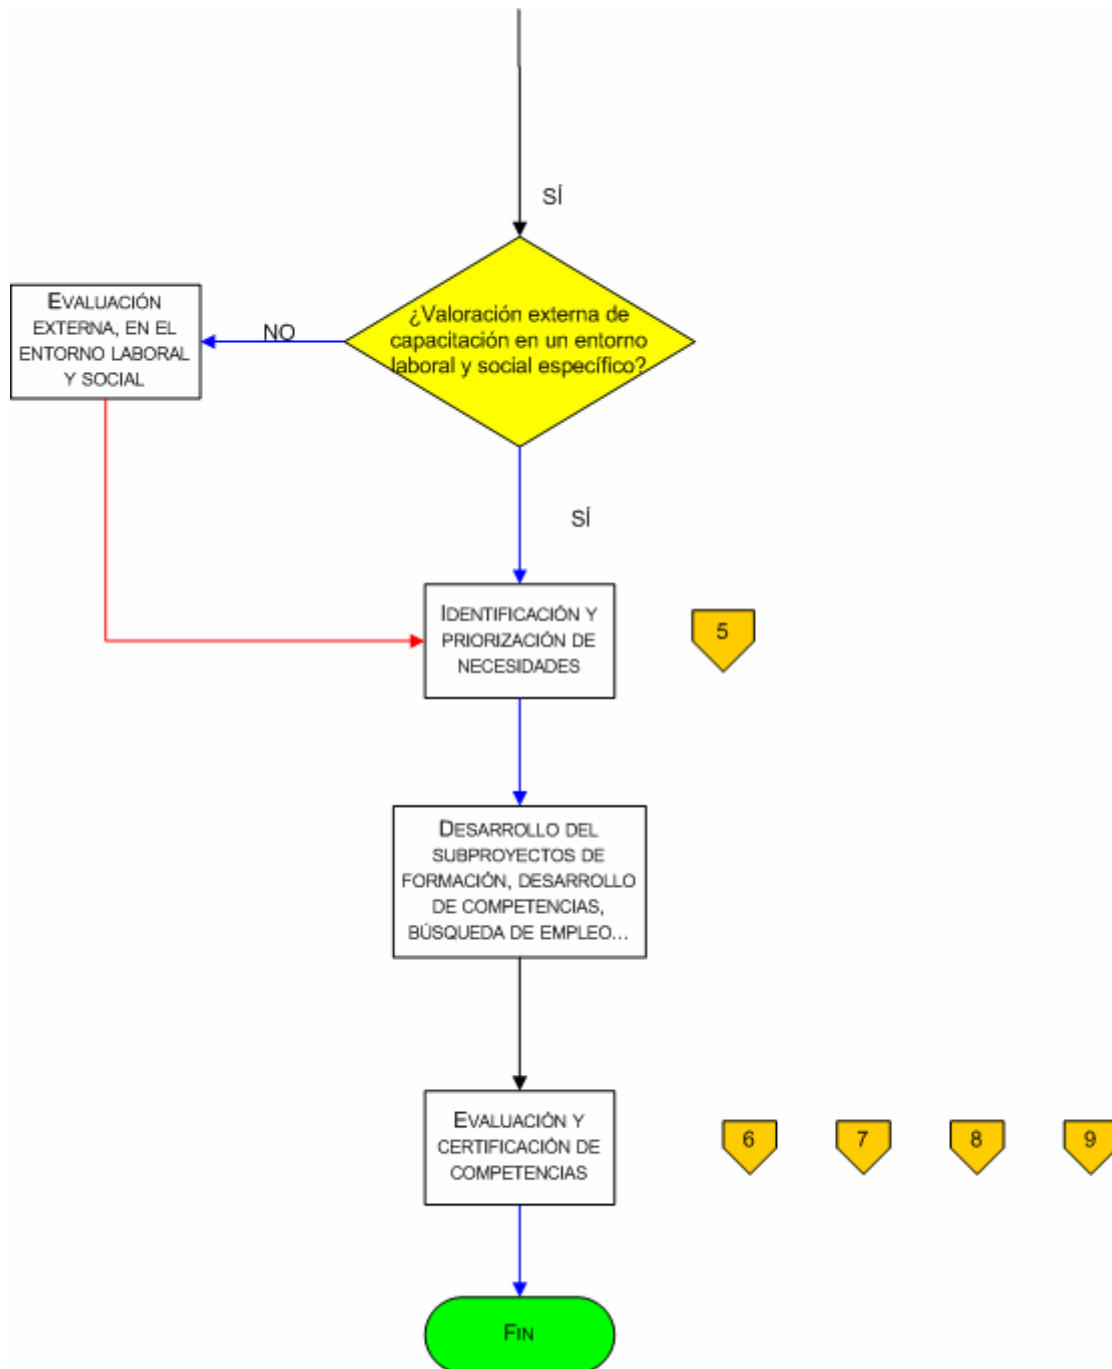 SÍ
¿Valoración externa de
capacitación en un entorno
laboral y social específico?
NO
EVALUACIÓN
EXTERNA, EN EL
ENTORNO LABORAL
Y SOCIAL
SÍ
IDENTIFICACIÓN Y
PRIORIZACIÓN DE
NECESIDADES
5
DESARROLLO DEL
SUBPROYECTOS DE
FORMACIÓN, DESARROLLO
DE COMPETENCIAS,
BÚSQUEDA DE EMPLEO...
EVALUACIÓN Y
CERTIFICACIÓN DE
COMPETENCIAS
6 7 8 9
FIN